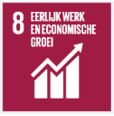 8 EERLIJK WERK
EN ECONOMISCHE
GROEI